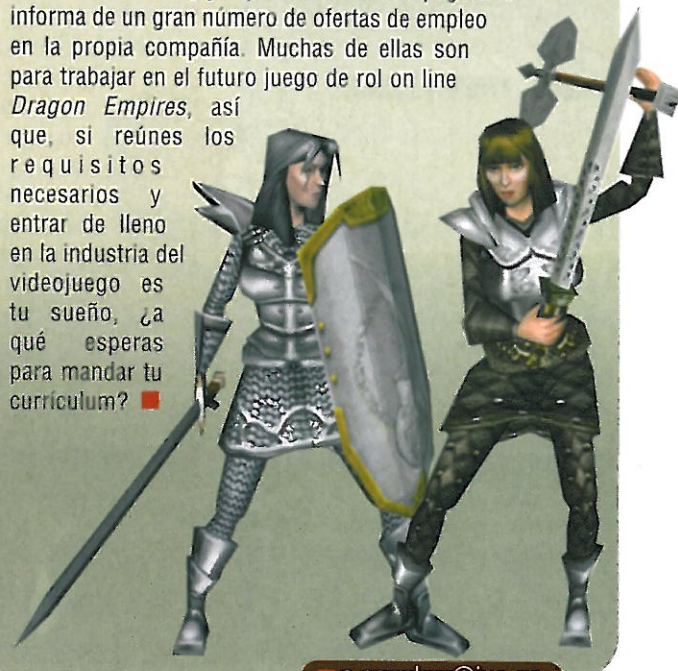 informa de un gran número de ofertas de empleo
en la propia compañía. Muchas de ellas son
para trabajar en el futuro juego de rol on line
Dragon Empires, así
que, si reúnes los
requisitos
necesarios y
entrar de lleno
en la industria del
videojuego es
tu sueño, ¿a
qué esperas
para mandar tu
currículum?